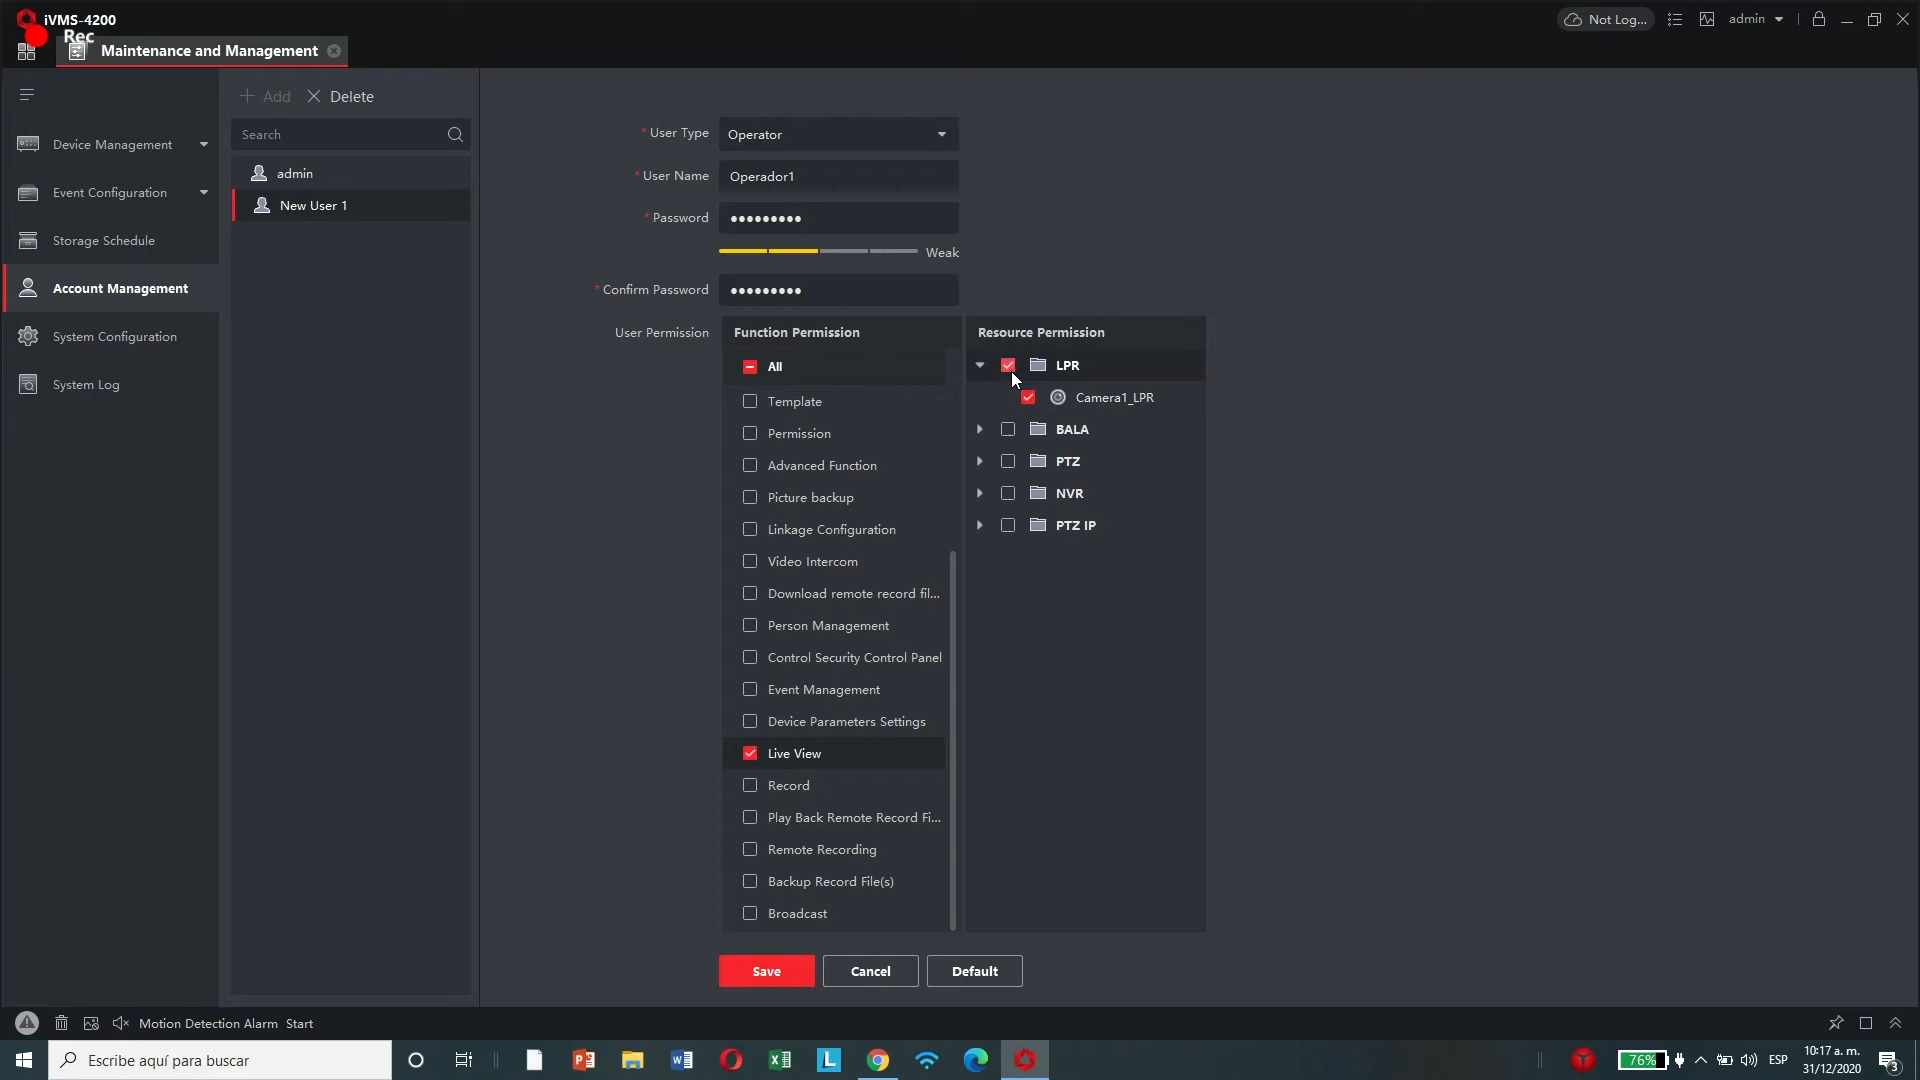 iVMS-4200
Not Log...
admin
Rec
Maintenance and Management
Add
Delete
Search
Device Management
Event Configuration
Storage Schedule
Account Management
System Configuration
System Log
admin
New User 1
* User Type
Operator
* User Name
Operador1
* Password
•••••••••
Weak
* Confirm Password
•••••••••
User Permission
Function Permission
All
Template
Permission
Advanced Function
Picture backup
Linkage Configuration
Video Intercom
Download remote record fil...
Person Management
Control Security Control Panel
Event Management
Device Parameters Settings
Live View
Record
Play Back Remote Record Fi...
Remote Recording
Backup Record File(s)
Broadcast
Resource Permission
LPR
Camera1_LPR
BALA
PTZ
NVR
PTZ IP
Save
Cancel
Default
Motion Detection Alarm Start
Escribe aquí para buscar
76%
ESP
10:17 a. m.
31/12/2020
3